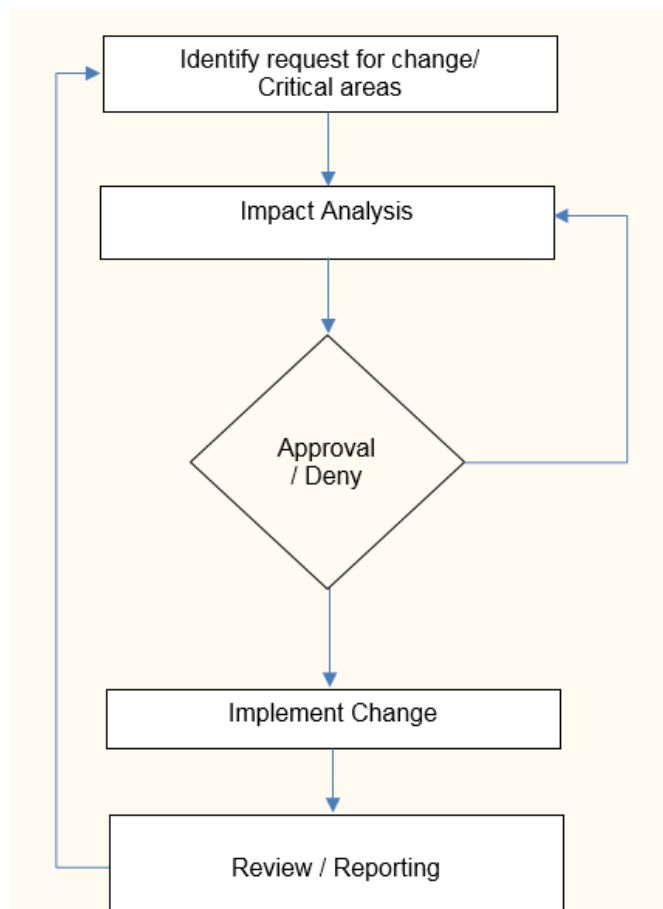 Identify request for change/
Critical areas
Impact Analysis
Approval
/ Deny
Implement Change
Review / Reporting